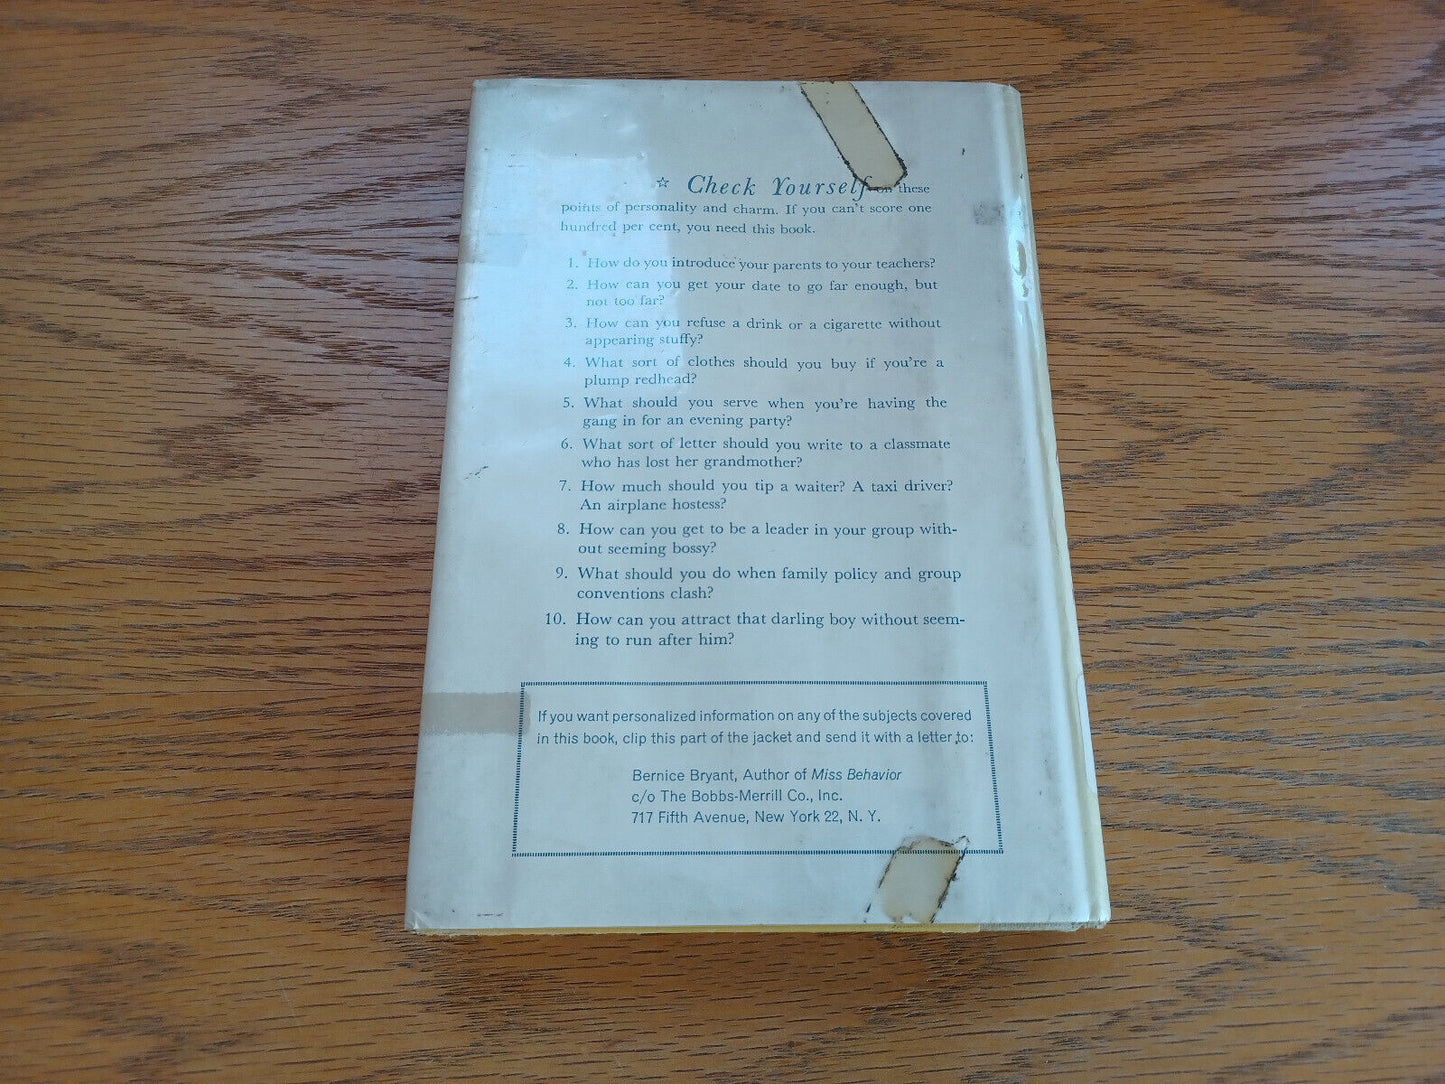 ☆ Check Yourself on these
points of personality and charm. If you can't score one
hundred per cent, you need this book.
1. How do you introduce your parents to your teachers?
2. How can you get your date to go far enough, but
not too far?
3. How can you refuse a drink or a cigarette without
appearing stuffy?
4. What sort of clothes should you buy if you're a
plump redhead?
5. What should you serve when you're having the
gang in for an evening party?
6. What sort of letter should you write to a classmate
who has lost her grandmother?
7. How much should you tip a waiter? A taxi driver?
An airplane hostess?
8. How can you get to be a leader in your group with-
out seeming bossy?
9. What should you do when family policy and group
conventions clash?
10. How can you attract that darling boy without seem-
ing to run after him?
If you want personalized information on any of the subjects covered
in this book, clip this part of the jacket and send it with a letter to:
Bernice Bryant, Author of Miss Behavior
c/o The Bobbs-Merrill Co., Inc.
717 Fifth Avenue, New York 22, N. Y.